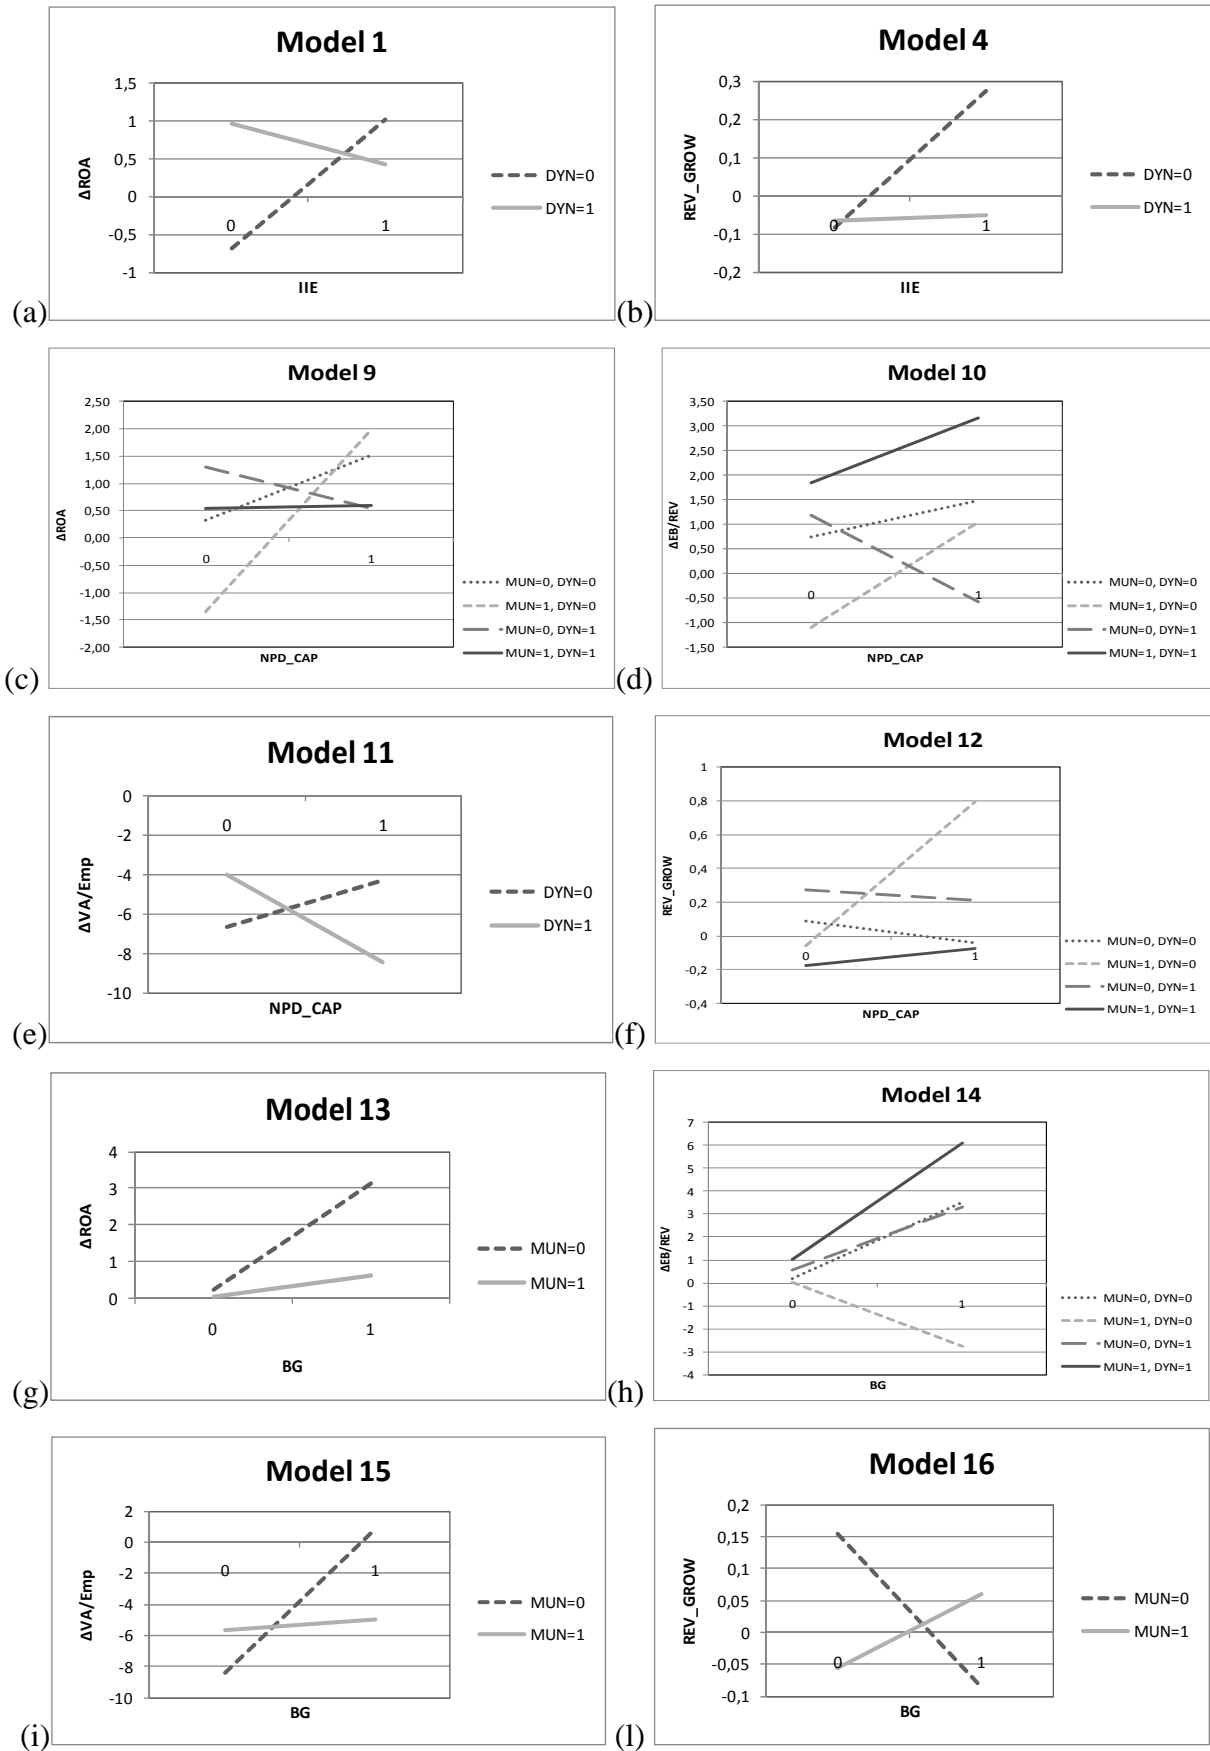 Model 1
1,5
1
0,5
0
-0,5
-1
0
1
ΔROA
IIE
DYN=0
DYN=1
(a)
Model 4
0,3
0,2
0,1
0
-0,1
-0,2
0
1
REV_GROW
IIE
DYN=0
DYN=1
(b)
Model 9
2,50
2,00
1,50
1,00
0,50
0,00
-0,50
-1,00
-1,50
-2,00
0
1
ΔROA
NPD_CAP
MUN=0, DYN=0
MUN=1, DYN=0
MUN=0, DYN=1
MUN=1, DYN=1
(c)
Model 10
3,50
3,00
2,50
2,00
1,50
1,00
0,50
0,00
-0,50
-1,00
-1,50
0
1
ΔEB/REV
NPD_CAP
MUN=0, DYN=0
MUN=1, DYN=0
MUN=0, DYN=1
MUN=1, DYN=1
(d)
Model 11
0
-2
-4
-6
-8
-10
0
1
ΔVA/Emp
NPD_CAP
DYN=0
DYN=1
(e)
Model 12
1
0,8
0,6
0,4
0,2
0
-0,2
-0,4
0
1
REV_GROW
NPD_CAP
MUN=0, DYN=0
MUN=1, DYN=0
MUN=0, DYN=1
MUN=1, DYN=1
(f)
Model 13
4
3
2
1
0
0
1
ΔROA
BG
MUN=0
MUN=1
(g)
Model 14
7
6
5
4
3
2
1
0
-1
-2
-3
-4
0
1
ΔEB/REV
BG
MUN=0, DYN=0
MUN=1, DYN=0
MUN=0, DYN=1
MUN=1, DYN=1
(h)
Model 15
2
0
-2
-4
-6
-8
-10
0
1
ΔVA/Emp
BG
MUN=0
MUN=1
(i)
Model 16
0,2
0,15
0,1
0,05
0
-0,05
-0,1
0
1
REV_GROW
BG
MUN=0
MUN=1
(l)